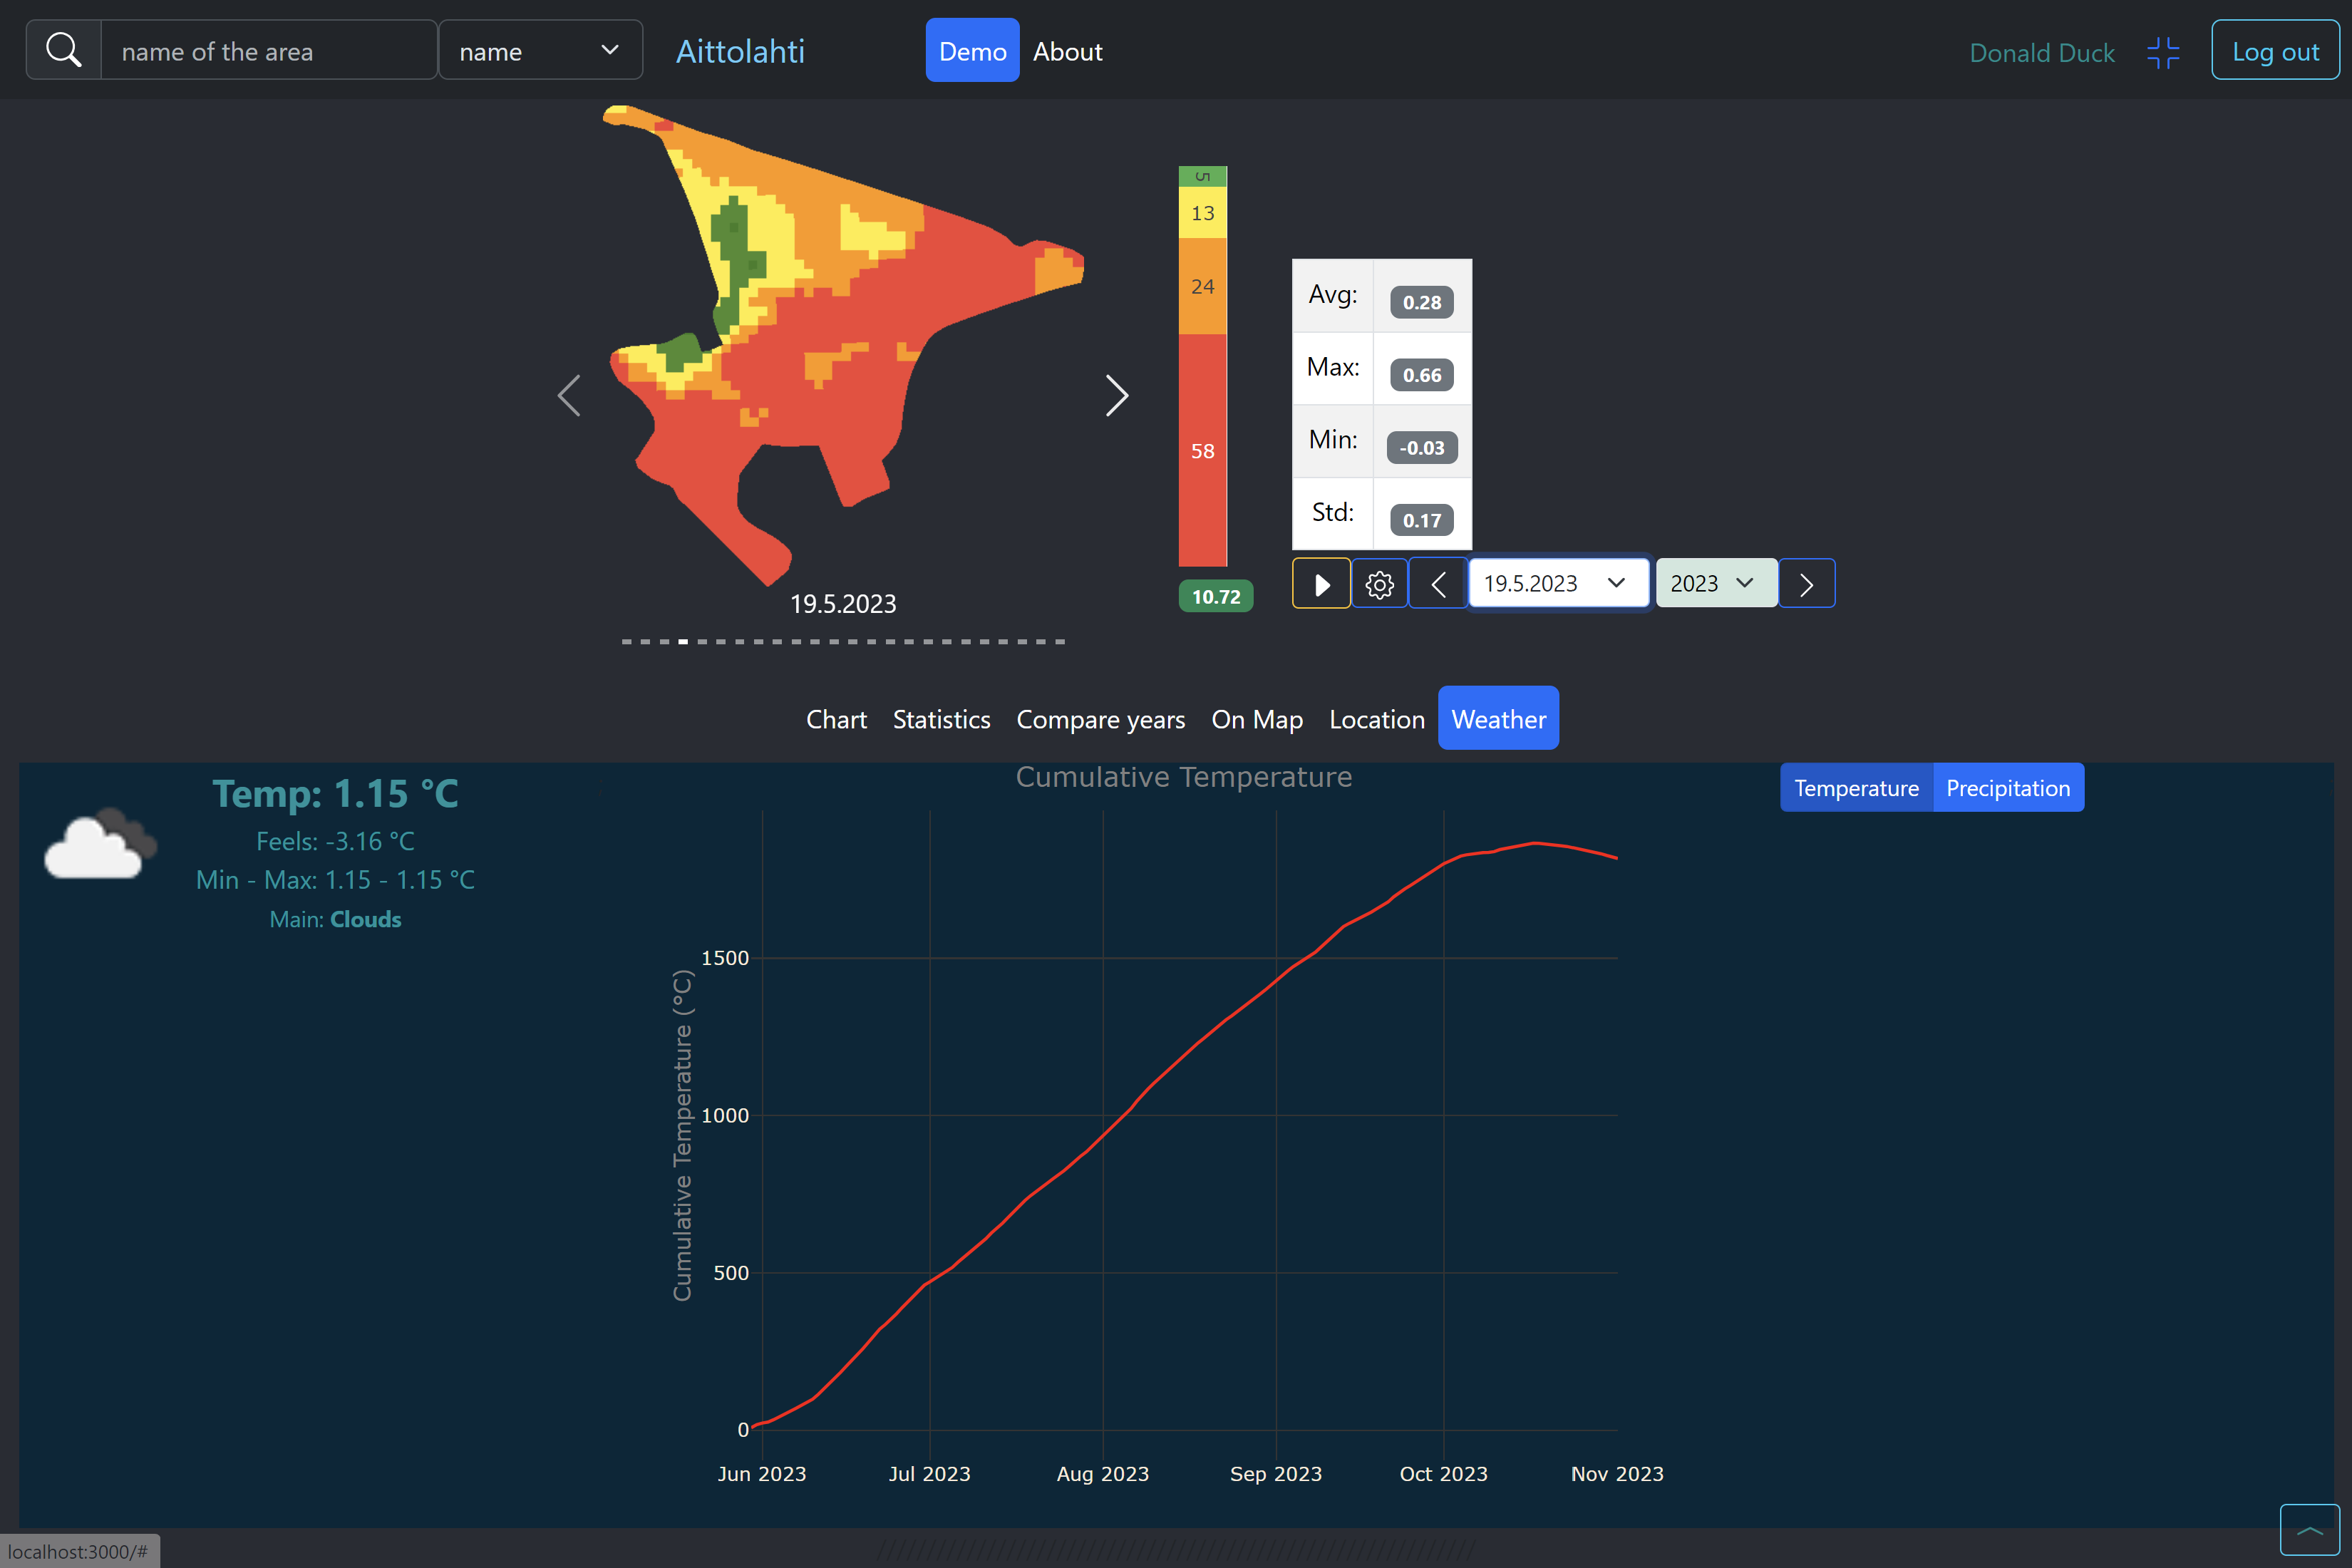 name of the area
name
Aittolahti
Demo
About
Donald Duck
Log out
5
13
24
58
10.72
Avg: 0.28
Max: 0.66
Min: -0.03
Std: 0.17
19.5.2023
2023
19.5.2023
Chart
Statistics
Compare years
On Map
Location
Weather
Temp: 1.15 °C
Feels: -3.16 °C
Min - Max: 1.15 - 1.15 °C
Main: Clouds
Cumulative Temperature
Temperature
Precipitation
Cumulative Temperature (°C)
1500
1000
500
0
Jun 2023
Jul 2023
Aug 2023
Sep 2023
Oct 2023
Nov 2023
localhost:3000/#